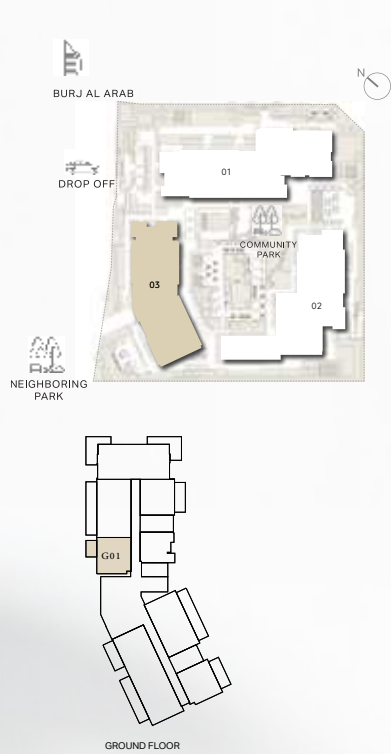 N
BURJ AL ARAB
01
DROP OFF
COMMUNITY
PARK
03
02
NEIGHBORING
PARK
G01
GROUND FLOOR